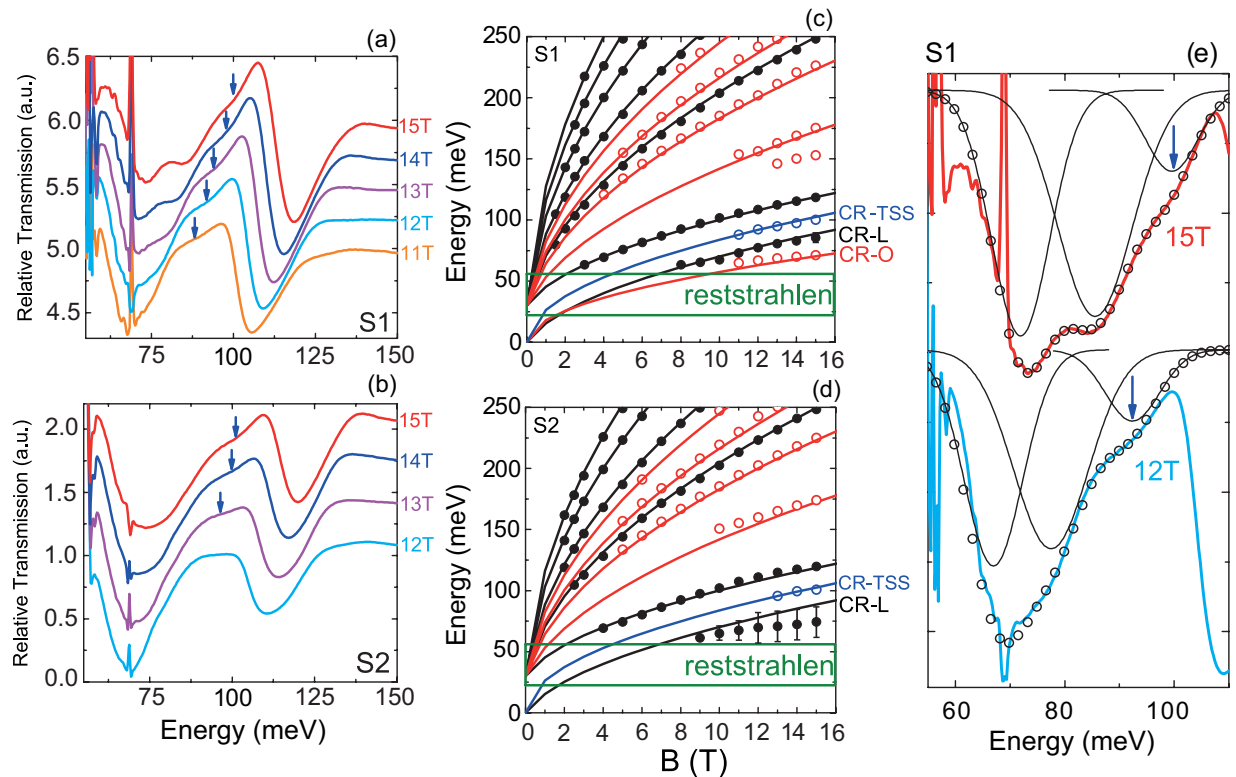 (a)
6.5
6.0
5.5
5.0
4.5
Relative Transmission (a.u.)
15T
14T
13T
12T
11T
S1
75 100 125 150
(b)
2.0
1.5
1.0
0.5
0.0
Relative Transmission (a.u.)
15T
14T
13T
12T
S2
75 100 125 150
Energy (meV)
(c)
S1
250
200
150
100
50
0
Energy (meV)
CR-TSS
CR-L
CR-O
reststrahlen
0 2 4 6 8 10 12 14 16
(d)
S2
250
200
150
100
50
0
Energy (meV)
CR-TSS
CR-L
reststrahlen
0 2 4 6 8 10 12 14 16
B (T)
S1
(e)
15T
12T
60 80 100
Energy (meV)